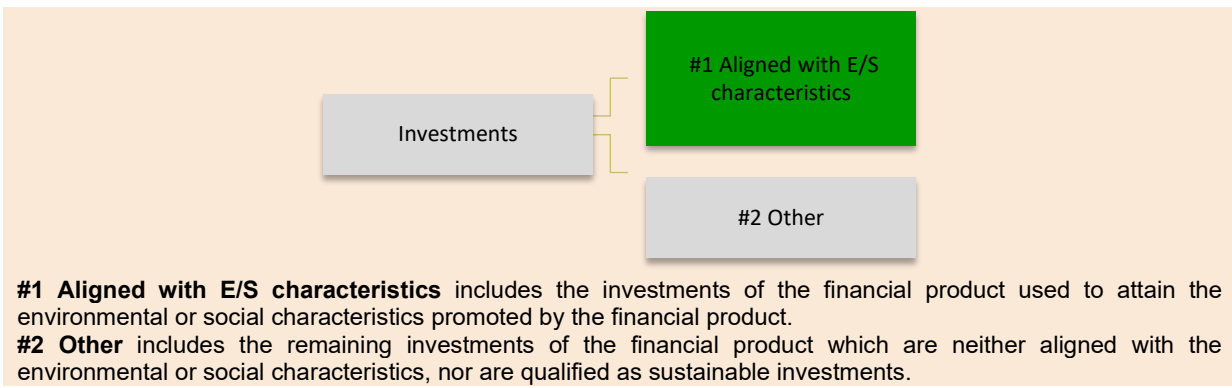 #1 Aligned with E/S
characteristics
Investments
#2 Other
#1 Aligned with E/S characteristics includes the investments of the financial product used to attain the
environmental or social characteristics promoted by the financial product.
#2 Other includes the remaining investments of the financial product which are neither aligned with the
environmental or social characteristics, nor are qualified as sustainable investments.